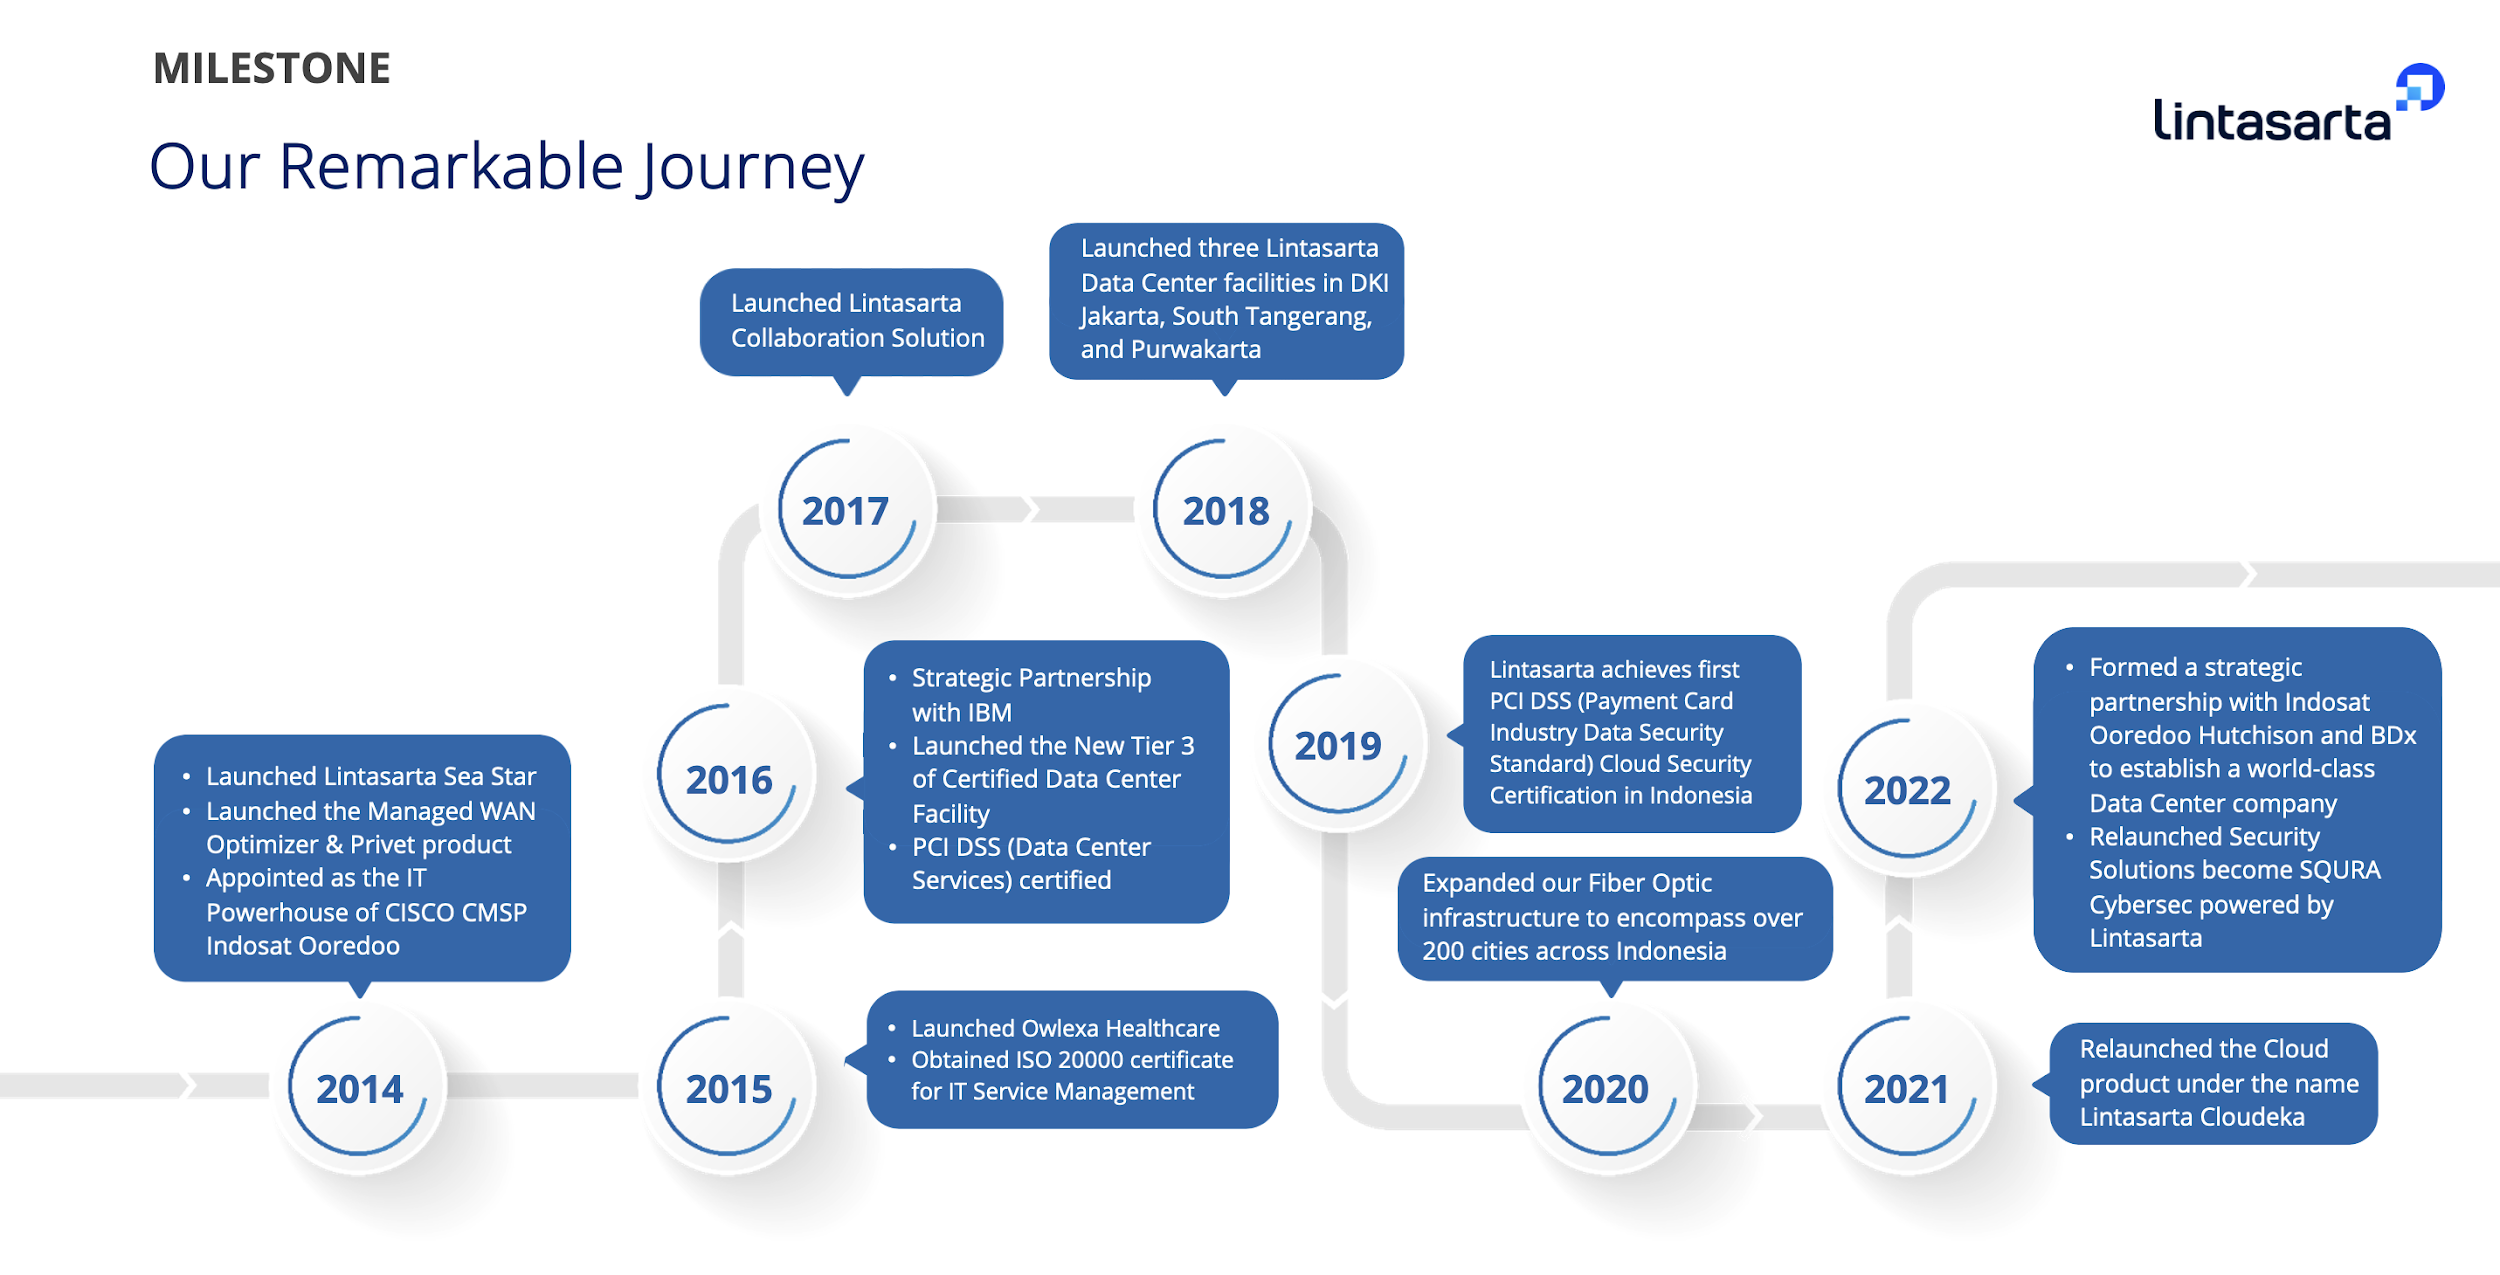 MILESTONE
Our Remarkable Journey
lintasarta
• Launched Lintasarta Sea Star
• Launched the Managed WAN
Optimizer & Privet product
• Appointed as the IT
Powerhouse of CISCO CMSP
Indosat Ooredoo
2014
• Launched Owlexa Healthcare
• Obtained ISO 20000 certificate
for IT Service Management
2015
• Strategic Partnership
with IBM
• Launched the New Tier 3
of Certified Data Center
Facility
• PCI DSS (Data Center
Services) certified
2016
Launched Lintasarta
Collaboration Solution
2017
Launched three Lintasarta
Data Center facilities in DKI
Jakarta, South Tangerang,
and Purwakarta
2018
Lintasarta achieves first
PCI DSS (Payment Card
Industry Data Security
Standard) Cloud Security
Certification in Indonesia
2019
Expanded our Fiber Optic
infrastructure to encompass over
200 cities across Indonesia
2020
Relaunched the Cloud
product under the name
Lintasarta Cloudeka
2021
• Formed a strategic
partnership with Indosat
Ooredoo Hutchison and BDx
to establish a world-class
Data Center company
• Relaunched Security
Solutions become SQURA
Cybersec powered by
Lintasarta
2022